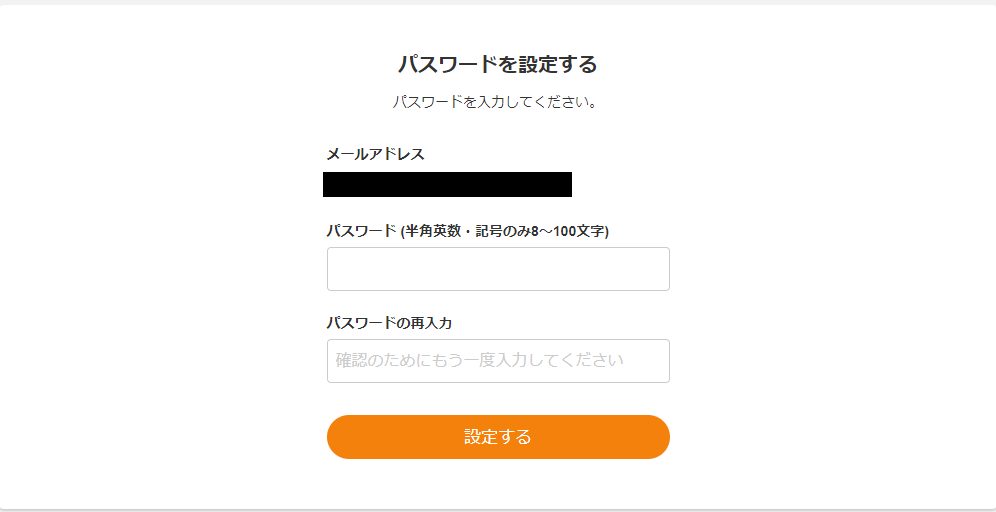 パスワードを設定する
パスワードを入力してください。
メールアドレス
パスワード (半角英数・記号のみ8～100文字)
パスワードの再入力
確認のためにもう一度入力してください
設定する